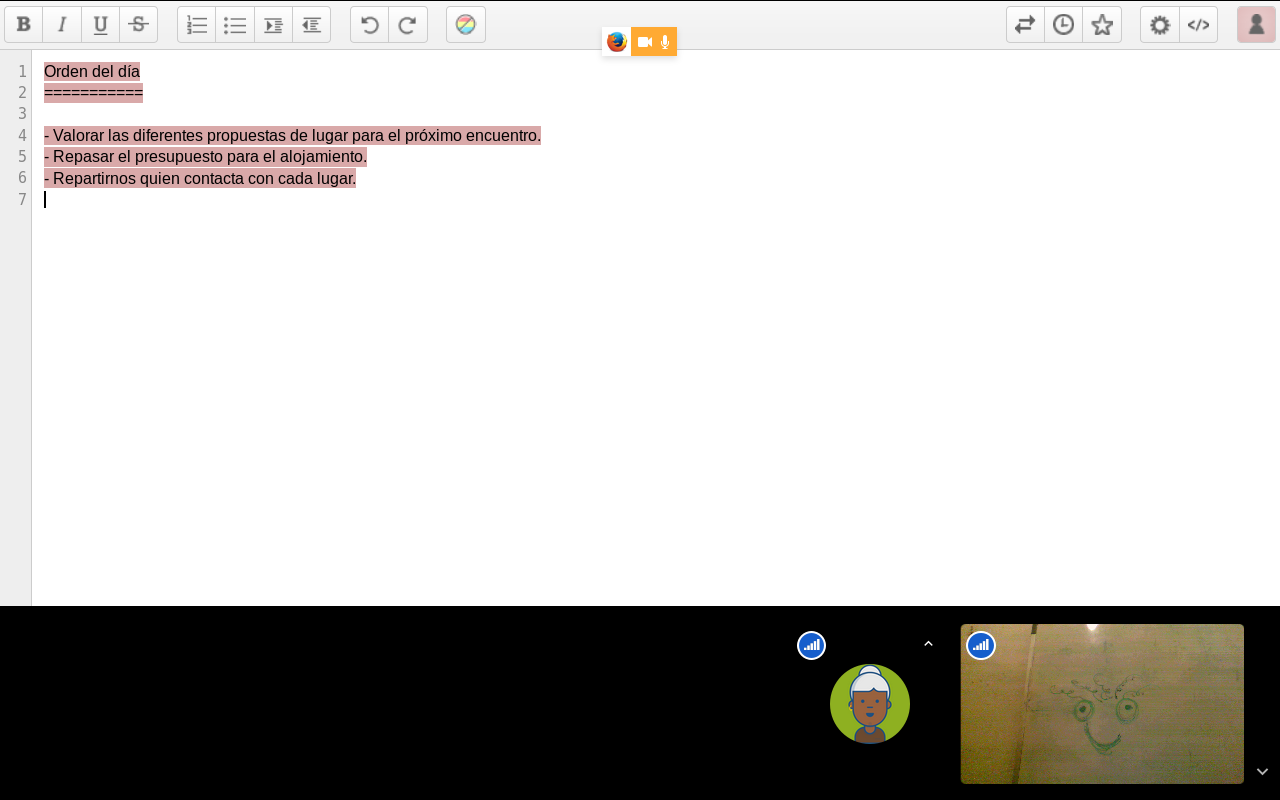 1 Orden del día
2 ===========
3
4 - Valorar las diferentes propuestas de lugar para el próximo encuentro.
5 - Repasar el presupuesto para el alojamiento.
6 - Repartirnos quien contacta con cada lugar.
7